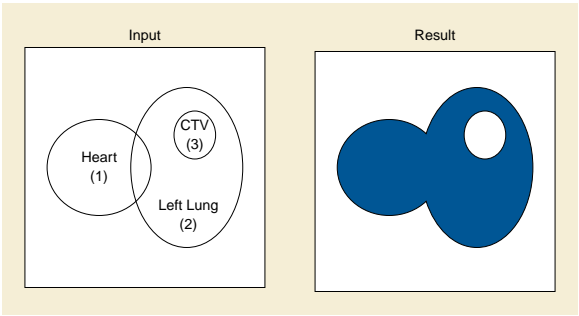 Input
Result
CTV
(3)
Heart
(1)
Left Lung
(2)